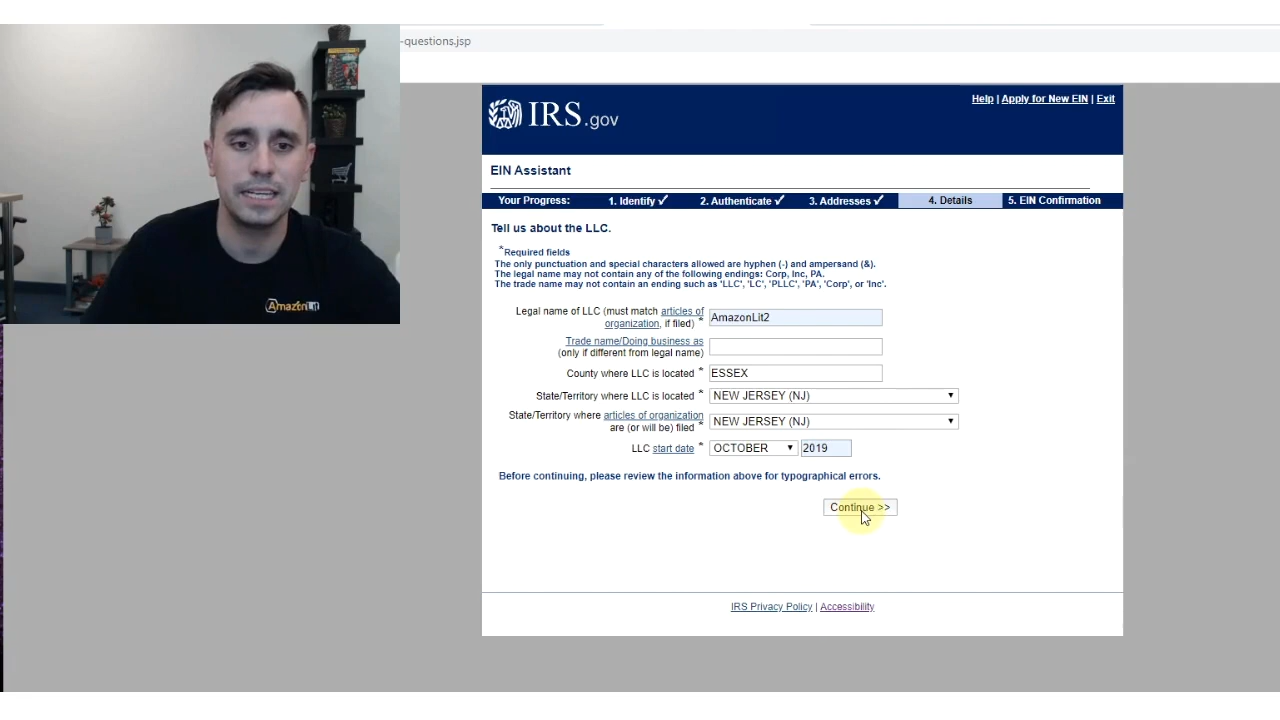 -questions.jsp
IRS.gov
Help | Apply for New EIN | Exit
EIN Assistant
Your Progress: 1. Identify ✓ 2. Authenticate ✓ 3. Addresses ✓ 4. Details 5. EIN Confirmation
Tell us about the LLC.
*Required fields
The only punctuation and special characters allowed are hyphen (-) and ampersand (&).
The legal name may not contain any of the following endings: Corp, Inc, PA.
The trade name may not contain an ending such as 'LLC', 'LC', 'PLLC', 'PA', 'Corp', or 'Inc'.
Legal name of LLC (must match articles of
organization, if filed) * AmazonLit2
Trade name/Doing business as
(only if different from legal name)
County where LLC is located * ESSEX
State/Territory where LLC is located * NEW JERSEY (NJ)
State/Territory where articles of organization
are (or will be) filed * NEW JERSEY (NJ)
LLC start date * OCTOBER 2019
Before continuing, please review the information above for typographical errors.
Continue >>
IRS Privacy Policy | Accessibility
AmazonLit